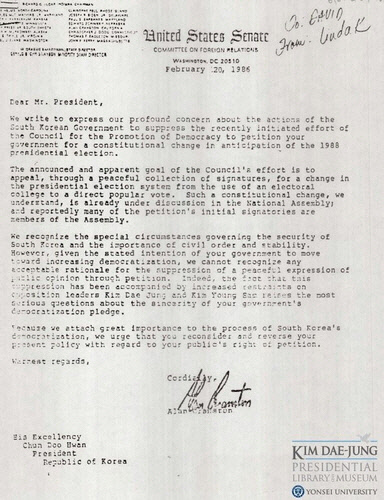 RICHARD G. LUGAR, INDIANA, CHAIRMAN
To: DAVID
From: Ludak
United States Senate
COMMITTEE ON FOREIGN RELATIONS
WASHINGTON, DC 20510
February 20, 1986
Dear Mr. President,
We write to express our profound concern about the actions of the
South Korean Government to suppress the recently initiated effort of
the Council for the Promotion of Democracy to petition your
government for a constitutional change in anticipation of the 1988
presidential election.
The announced and apparent goal of the Council's effort is to
appeal, through a peaceful collection of signatures, for a change in
the presidential election system from the use of an electoral
college to a direct popular vote. Such a constitutional change, we
understand, is already under discussion in the National Assembly;
and reportedly many of the petition's initial signatories are
members of the Assembly.
We recognize the special circumstances governing the security of
South Korea and the importance of civil order and stability.
However, given the stated intention of your government to move
toward increasing democratization, we cannot recognize any
acceptable rationale for the suppression of a peaceful expression of
public opinion through petition. Indeed, the fact that this
suppression has been accompanied by increased restraints on
opposition leaders Kim Dae Jung and Kim Young Sam raises the most
serious questions about the sincerity of your government's
democratization pledge.
Because we attach great importance to the process of South Korea's
democratization, we urge that you reconsider and reverse your
present policy with regard to your public's right of petition.
Warmest regards,
Cordially,
Alan Cranston
Alan Cranston
His Excellency
Chun Doo Hwan
President
Republic of Korea
KIM DAE-JUNG
PRESIDENTIAL
LIBRARY MUSEUM
YONSEI UNIVERSITY